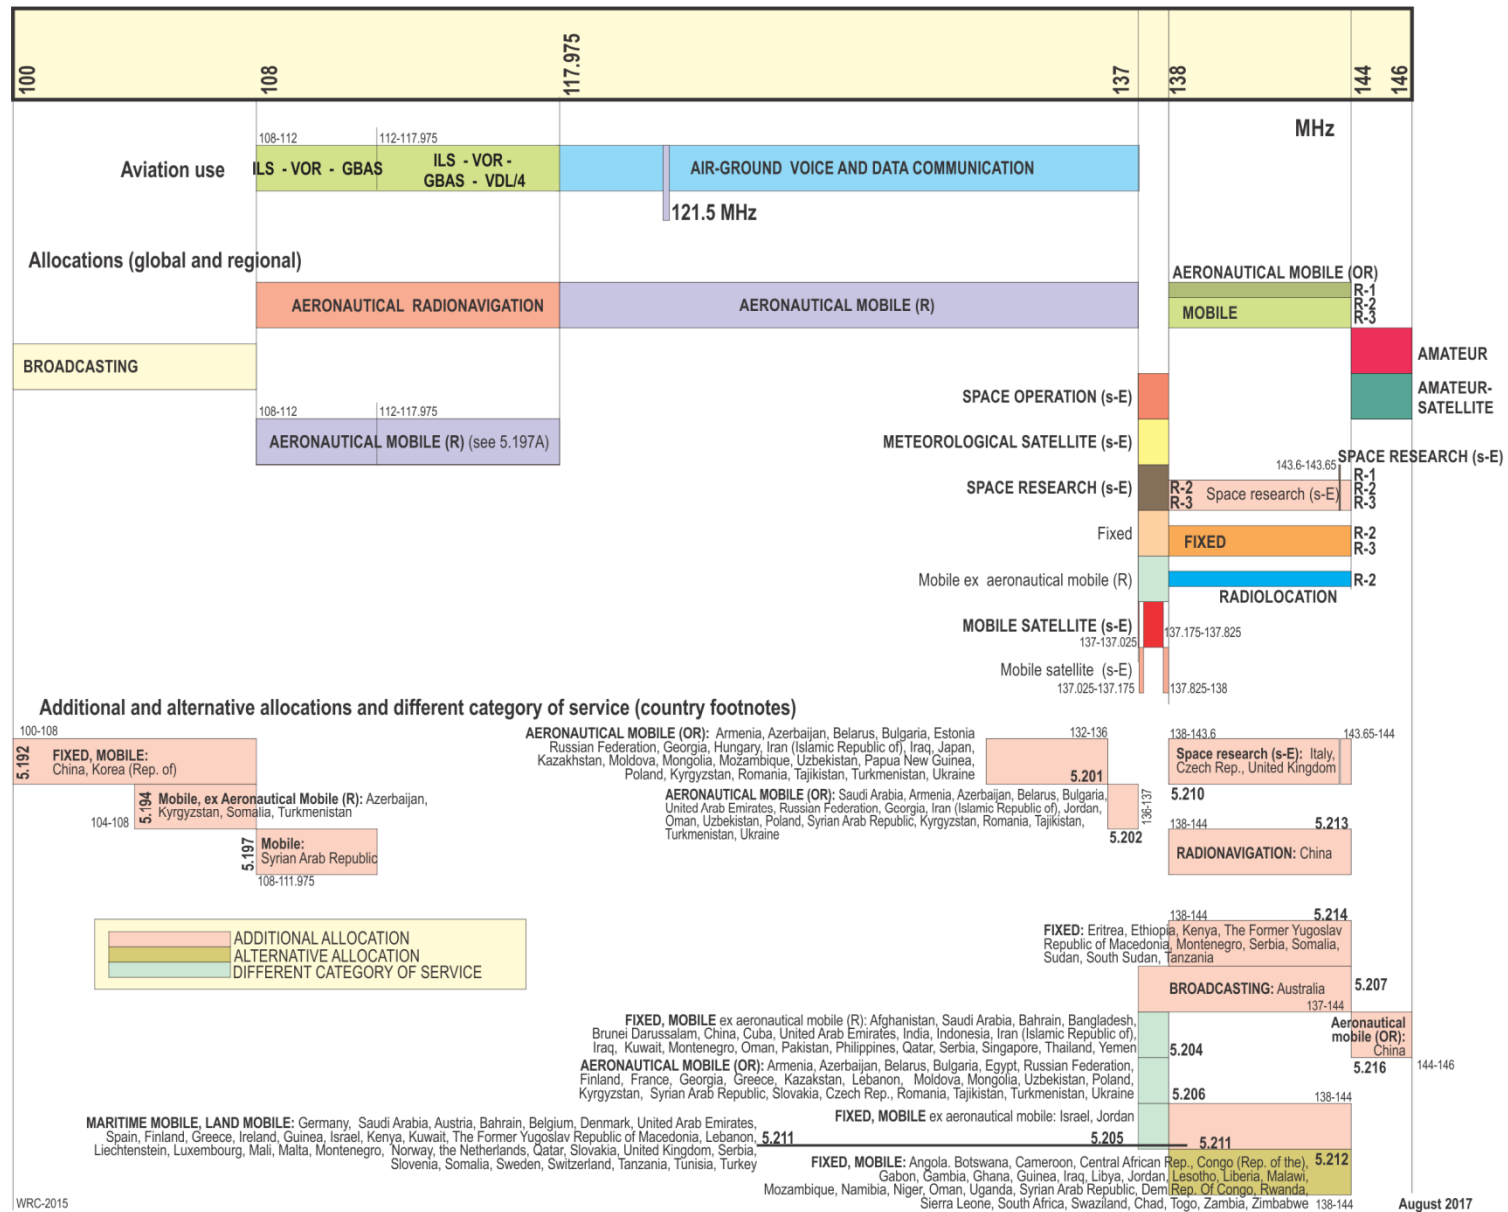 100
108
117.975
137
138
144
146
MHz
108-112
112-117.975
Aviation use
ILS - VOR - GBAS
ILS - VOR -
GBAS - VDL/4
AIR-GROUND VOICE AND DATA COMMUNICATION
121.5 MHz
Allocations (global and regional)
AERONAUTICAL MOBILE (OR)
R-1
AERONAUTICAL RADIONAVIGATION
AERONAUTICAL MOBILE (R)
MOBILE
R-2
R-3
BROADCASTING
AMATEUR
SPACE OPERATION (s-E)
AMATEUR-
SATELLITE
108-112
112-117.975
AERONAUTICAL MOBILE (R) (see 5.197A)
METEOROLOGICAL SATELLITE (s-E)
SPACE RESEARCH (s-E)
143.6-143.65
R-1
SPACE RESEARCH (s-E)
R-2
R-3
Space research (s-E)
R-2
R-3
Fixed
FIXED
R-2
R-3
Mobile ex aeronautical mobile (R)
R-2
RADIOLOCATION
MOBILE SATELLITE (s-E)
137-137.025
137.175-137.825
Mobile satellite (s-E)
137.025-137.175
137.825-138
Additional and alternative allocations and different category of service (country footnotes)
100-108
5.192
FIXED, MOBILE:
China, Korea (Rep. of)
5.194
Mobile, ex Aeronautical Mobile (R): Azerbaijan,
Kyrgyzstan, Somalia, Turkmenistan
104-108
5.197
Mobile:
Syrian Arab Republic
108-111.975
AERONAUTICAL MOBILE (OR): Armenia, Azerbaijan, Belarus, Bulgaria, Estonia
Russian Federation, Georgia, Hungary, Iran (Islamic Republic of), Iraq, Japan,
Kazakhstan, Moldova, Mongolia, Mozambique, Uzbekistan, Papua New Guinea,
Poland, Kyrgyzstan, Romania, Tajikistan, Turkmenistan, Ukraine
132-136
5.201
AERONAUTICAL MOBILE (OR): Saudi Arabia, Armenia, Azerbaijan, Belarus, Bulgaria,
United Arab Emirates, Russian Federation, Georgia, Iran (Islamic Republic of), Jordan,
Oman, Uzbekistan, Poland, Syrian Arab Republic, Kyrgyzstan, Romania, Tajikistan,
Turkmenistan, Ukraine
5.202
136-137
138-143.6
143.65-144
Space research (s-E): Italy,
Czech Rep., United Kingdom
5.210
138-144
5.213
RADIONAVIGATION: China
ADDITIONAL ALLOCATION
ALTERNATIVE ALLOCATION
DIFFERENT CATEGORY OF SERVICE
138-144
5.214
FIXED: Eritrea, Ethiopia, Kenya, The Former Yugoslav
Republic of Macedonia, Montenegro, Serbia, Somalia,
Sudan, South Sudan, Tanzania
BROADCASTING: Australia
5.207
137-144
FIXED, MOBILE ex aeronautical mobile (R): Afghanistan, Saudi Arabia, Bahrain, Bangladesh,
Brunei Darussalam, China, Cuba, United Arab Emirates, India, Indonesia, Iran (Islamic Republic of),
Iraq, Kuwait, Montenegro, Oman, Pakistan, Philippines, Qatar, Serbia, Singapore, Thailand, Yemen
5.204
Aeronautical
mobile (OR):
China
5.216
144-146
AERONAUTICAL MOBILE (OR): Armenia, Azerbaijan, Belarus, Bulgaria, Egypt, Russian Federation,
Finland, France, Georgia, Greece, Kazakstan, Lebanon, Moldova, Mongolia, Uzbekistan, Poland,
Kyrgyzstan, Syrian Arab Republic, Slovakia, Czech Rep., Romania, Tajikistan, Turkmenistan, Ukraine
5.206
138-144
FIXED, MOBILE ex aeronautical mobile: Israel, Jordan
5.205
MARITIME MOBILE, LAND MOBILE: Germany, Saudi Arabia, Austria, Bahrain, Belgium, Denmark, United Arab Emirates,
Spain, Finland, Greece, Ireland, Guinea, Israel, Kenya, Kuwait, The Former Yugoslav Republic of Macedonia, Lebanon,
Liechtenstein, Luxembourg, Mali, Malta, Montenegro, Norway, the Netherlands, Qatar, Slovakia, United Kingdom, Serbia,
Slovenia, Somalia, Sweden, Switzerland, Tanzania, Tunisia, Turkey
5.211
5.211
FIXED, MOBILE: Angola. Botswana, Cameroon, Central African Rep., Congo (Rep. of the),
Gabon, Gambia, Ghana, Guinea, Iraq, Libya, Jordan, Lesotho, Liberia, Malawi,
Mozambique, Namibia, Niger, Oman, Uganda, Syrian Arab Republic, Dem Rep. Of Congo, Rwanda,
Sierra Leone, South Africa, Swaziland, Chad, Togo, Zambia, Zimbabwe
5.212
138-144
WRC-2015
August 2017